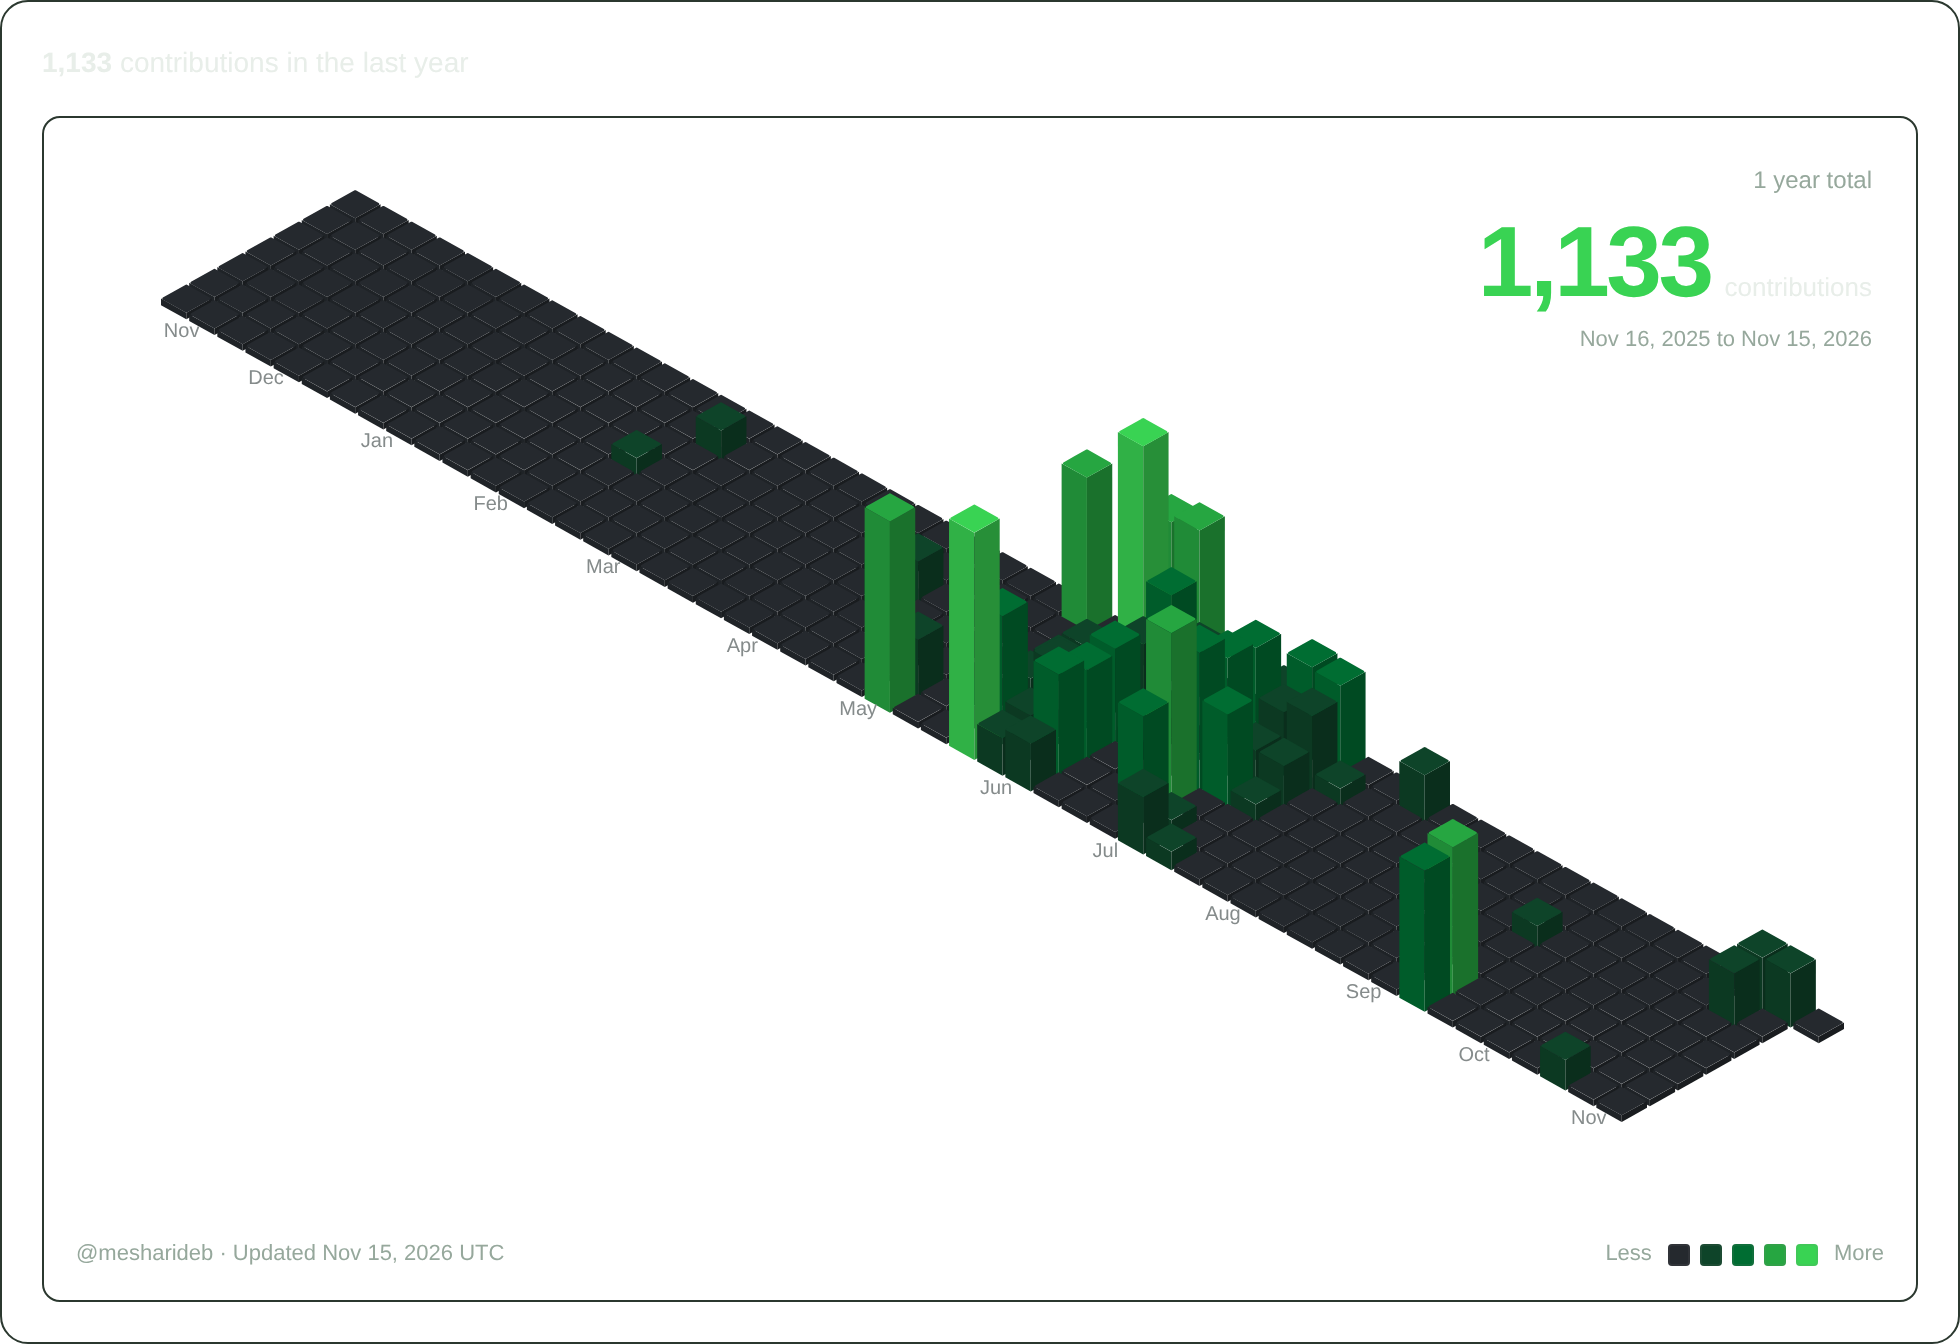 1,133 contributions in the last year
1 year total
1,133 contributions
Nov 16, 2025 to Nov 15, 2026
Nov
Dec
Jan
Feb
Mar
Apr
May
Jun
Jul
Aug
Sep
Oct
Nov
@mesharideb · Updated Nov 15, 2026 UTC
Less More